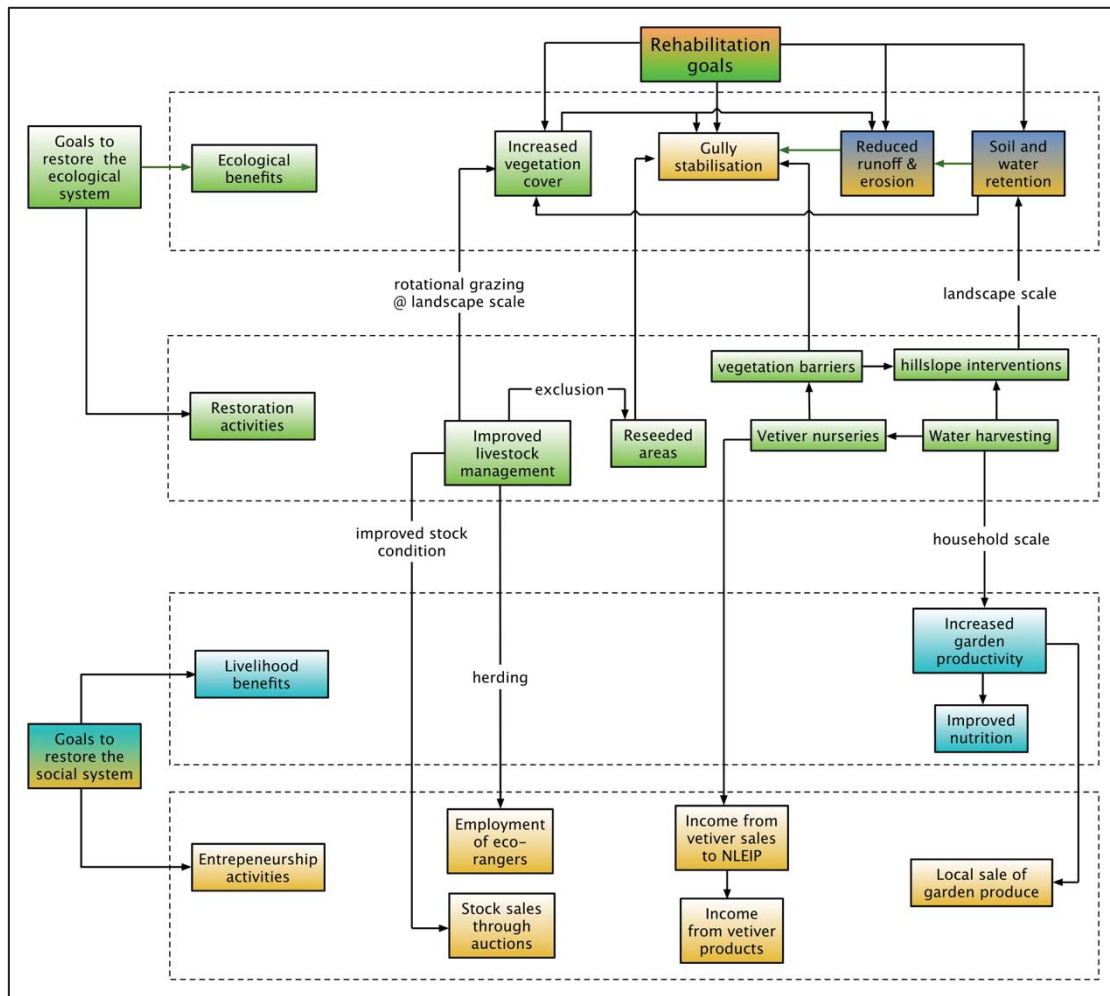 Rehabilitation
goals
Goals to
restore the
ecological
system
Ecological
benefits
Increased
vegetation
cover
Gully
stabilisation
Reduced
runoff &
erosion
Soil and
water
retention
rotational grazing
@ landscape scale
landscape scale
Restoration
activities
exclusion
vegetation barriers
hillslope interventions
Improved
livestock
management
Reseeded
areas
Vetiver nurseries
Water harvesting
improved stock
condition
household scale
Livelihood
benefits
herding
Increased
garden
productivity
Improved
nutrition
Goals to
restore the
social system
Entrepeneurship
activities
Employment
of eco-
rangers
Income from
vetiver sales
to NLEIP
Local sale of
garden produce
Stock sales
through
auctions
Income
from vetiver
products